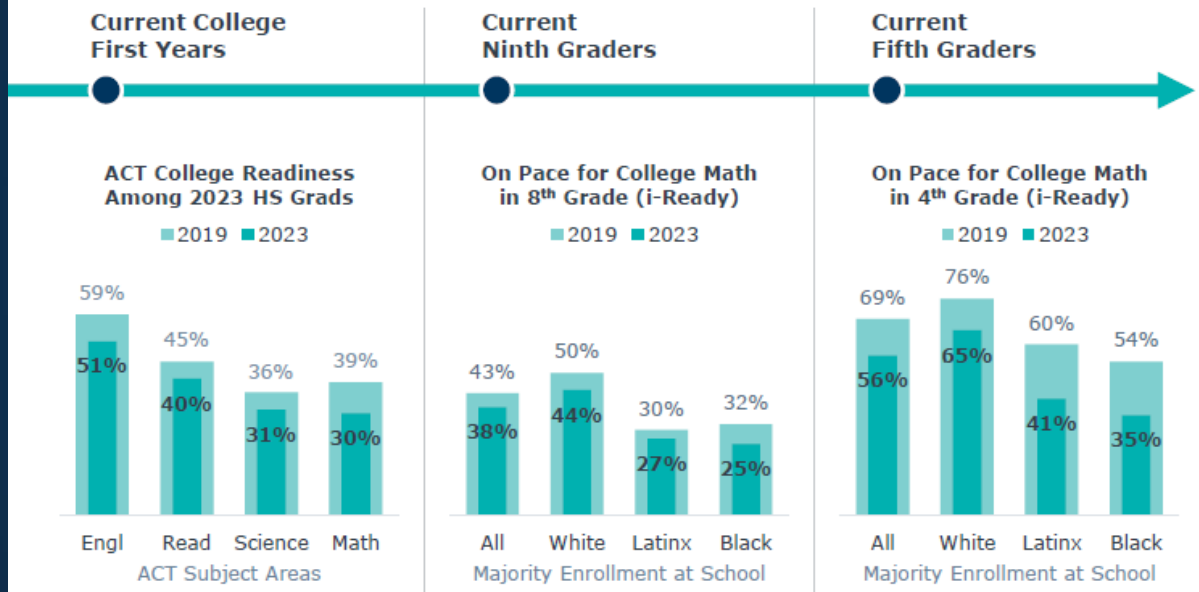 Current College
First Years
ACT College Readiness
Among 2023 HS Grads
2019 2023
59%
51%
45%
40%
36%
31%
39%
30%
Engl Read Science Math
ACT Subject Areas
Current
Ninth Graders
On Pace for College Math
in 8th Grade (i-Ready)
2019 2023
43%
38%
50%
44%
30%
27%
32%
25%
All White Latinx Black
Majority Enrollment at School
Current
Fifth Graders
On Pace for College Math
in 4th Grade (i-Ready)
2019 2023
69%
56%
76%
65%
60%
41%
54%
35%
All White Latinx Black
Majority Enrollment at School